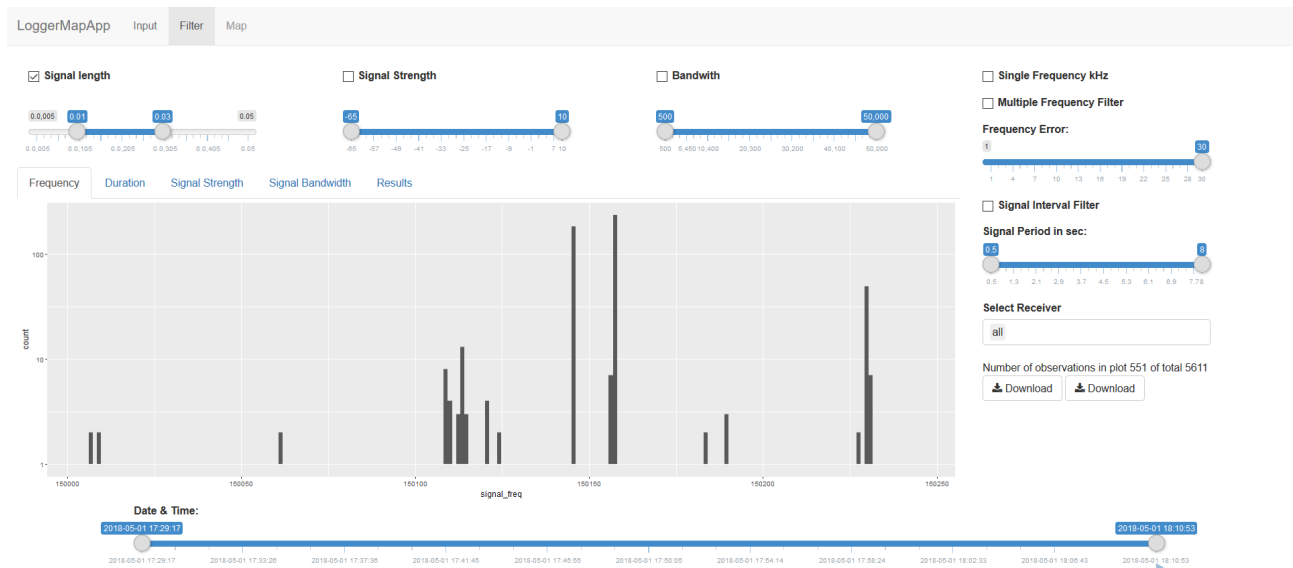 LoggerMapApp Input Filter Map
Signal length Signal Strength Bandwith Single Frequency kHz
Multiple Frequency Filter
0.0,005 0.01 0.03 0.05 -65 10 500 50,000
Frequency Error:
0.0,005 0.0,105 0.0,205 0.0,305 0.0,405 0.05 -65 -57 -49 -41 -33 -25 -17 -9 -1 7 10 500 5,450 10,400 20,300 30,200 40,100 50,000
1 30
1 4 7 10 13 16 19 22 25 28 30
Frequency Duration Signal Strength Signal Bandwidth Results
Signal Interval Filter
Signal Period in sec:
0.5 8
0.5 1.3 2.1 2.9 3.7 4.5 5.3 6.1 6.9 7.78
Select Receiver
all
Number of observations in plot 551 of total 5611
Download Download
100
10
1
count
150000 150050 150100 150150 150200 150250
signal_freq
Date & Time:
2018-05-01 17:29:17 2018-05-01 18:10:53
2018-05-01 17:29:17 2018-05-01 17:33:26 2018-05-01 17:37:36 2018-05-01 17:41:45 2018-05-01 17:45:55 2018-05-01 17:50:05 2018-05-01 17:54:14 2018-05-01 17:58:24 2018-05-01 18:02:33 2018-05-01 18:06:43 2018-05-01 18:10:53